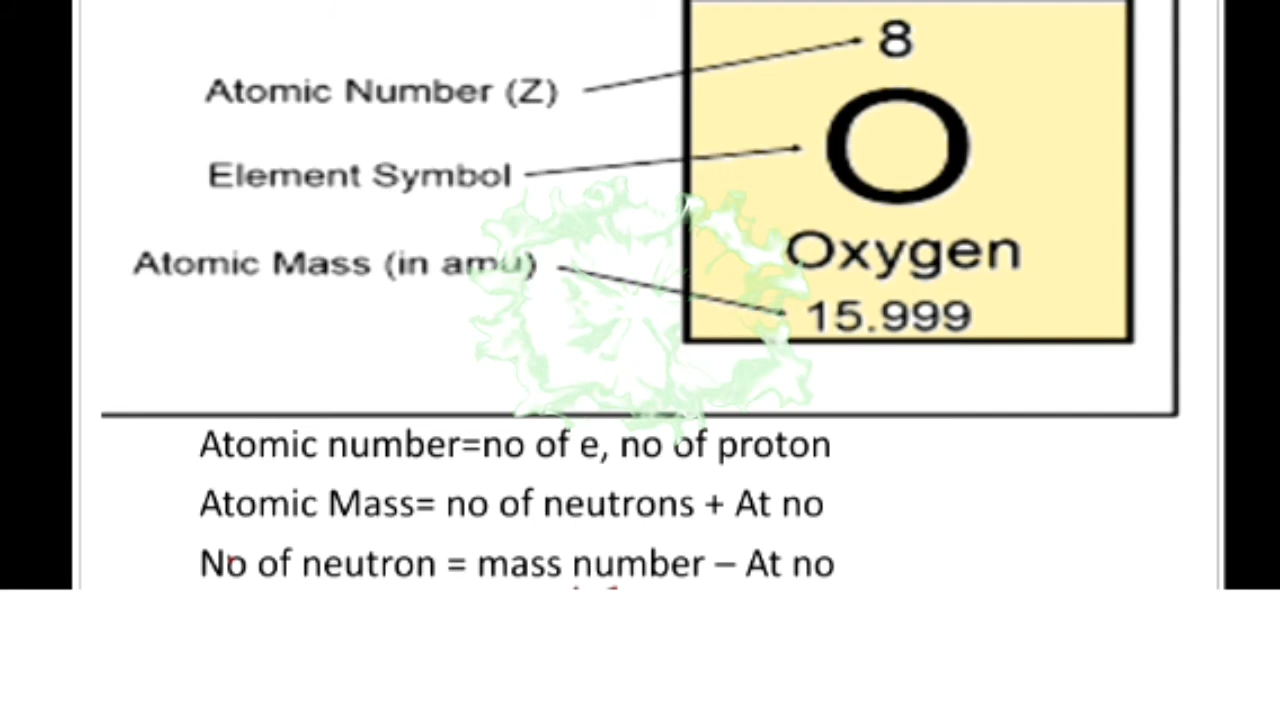 8
Atomic Number (Z)
O
Element Symbol
Oxygen
Atomic Mass (in amu)
15.999
Atomic number=no of e, no of proton
Atomic Mass= no of neutrons + At no
No of neutron = mass number – At no